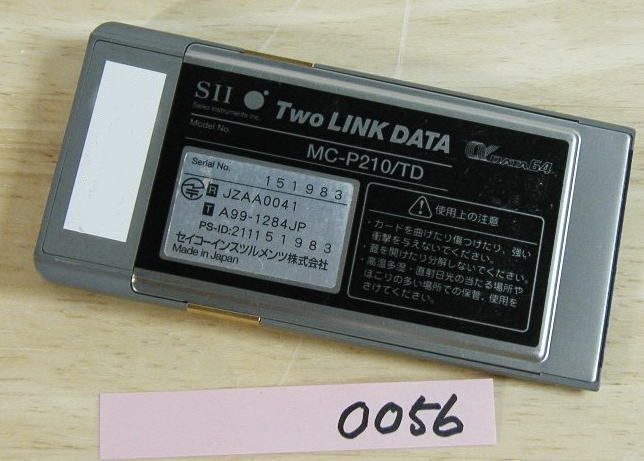 SII
Seiko Instruments Inc.
Two LINK DATA
αDATA64
Model No.
MC-P210/TD
Serial No.
151983
R JZAA0041
T A99-1284JP
PS-ID:2111151983
セイコーインスツルメンツ株式会社
Made in Japan
使用上の注意
・カードを曲げたり傷つけたり、強い
衝撃を与えないでください。
・蓋を開けたり分解しないでください。
・高温多湿・直射日光の当たる場所や
ほこりの多い場所での保管、使用を
さけてください。
0056